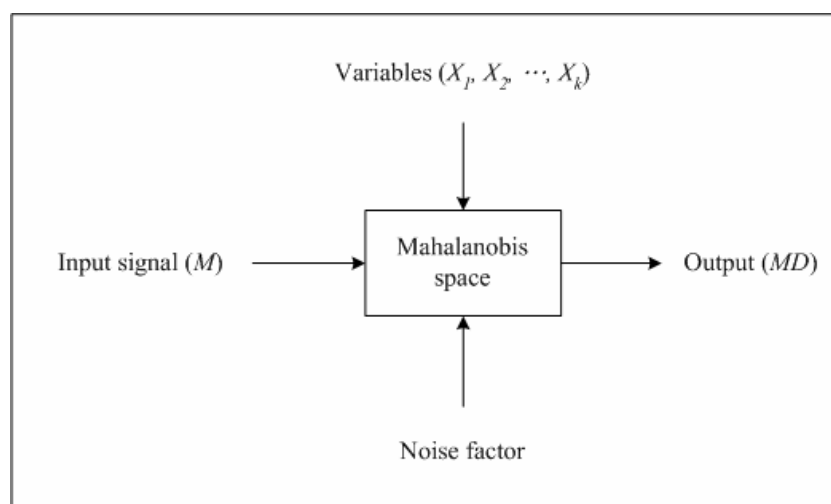 Variables (X1, X2, ⋯, Xk)
Input signal (M)
Mahalanobis
space
Output (MD)
Noise factor